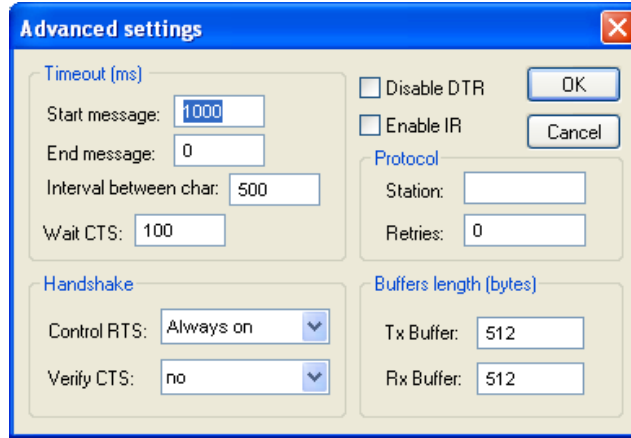 Advanced settings
Timeout (ms)
Start message: 1000
End message: 0
Interval between char: 500
Wait CTS: 100
Disable DTR
Enable IR
OK
Cancel
Protocol
Station:
Retries: 0
Handshake
Control RTS: Always on
Verify CTS: no
Buffers length (bytes)
Tx Buffer: 512
Rx Buffer: 512